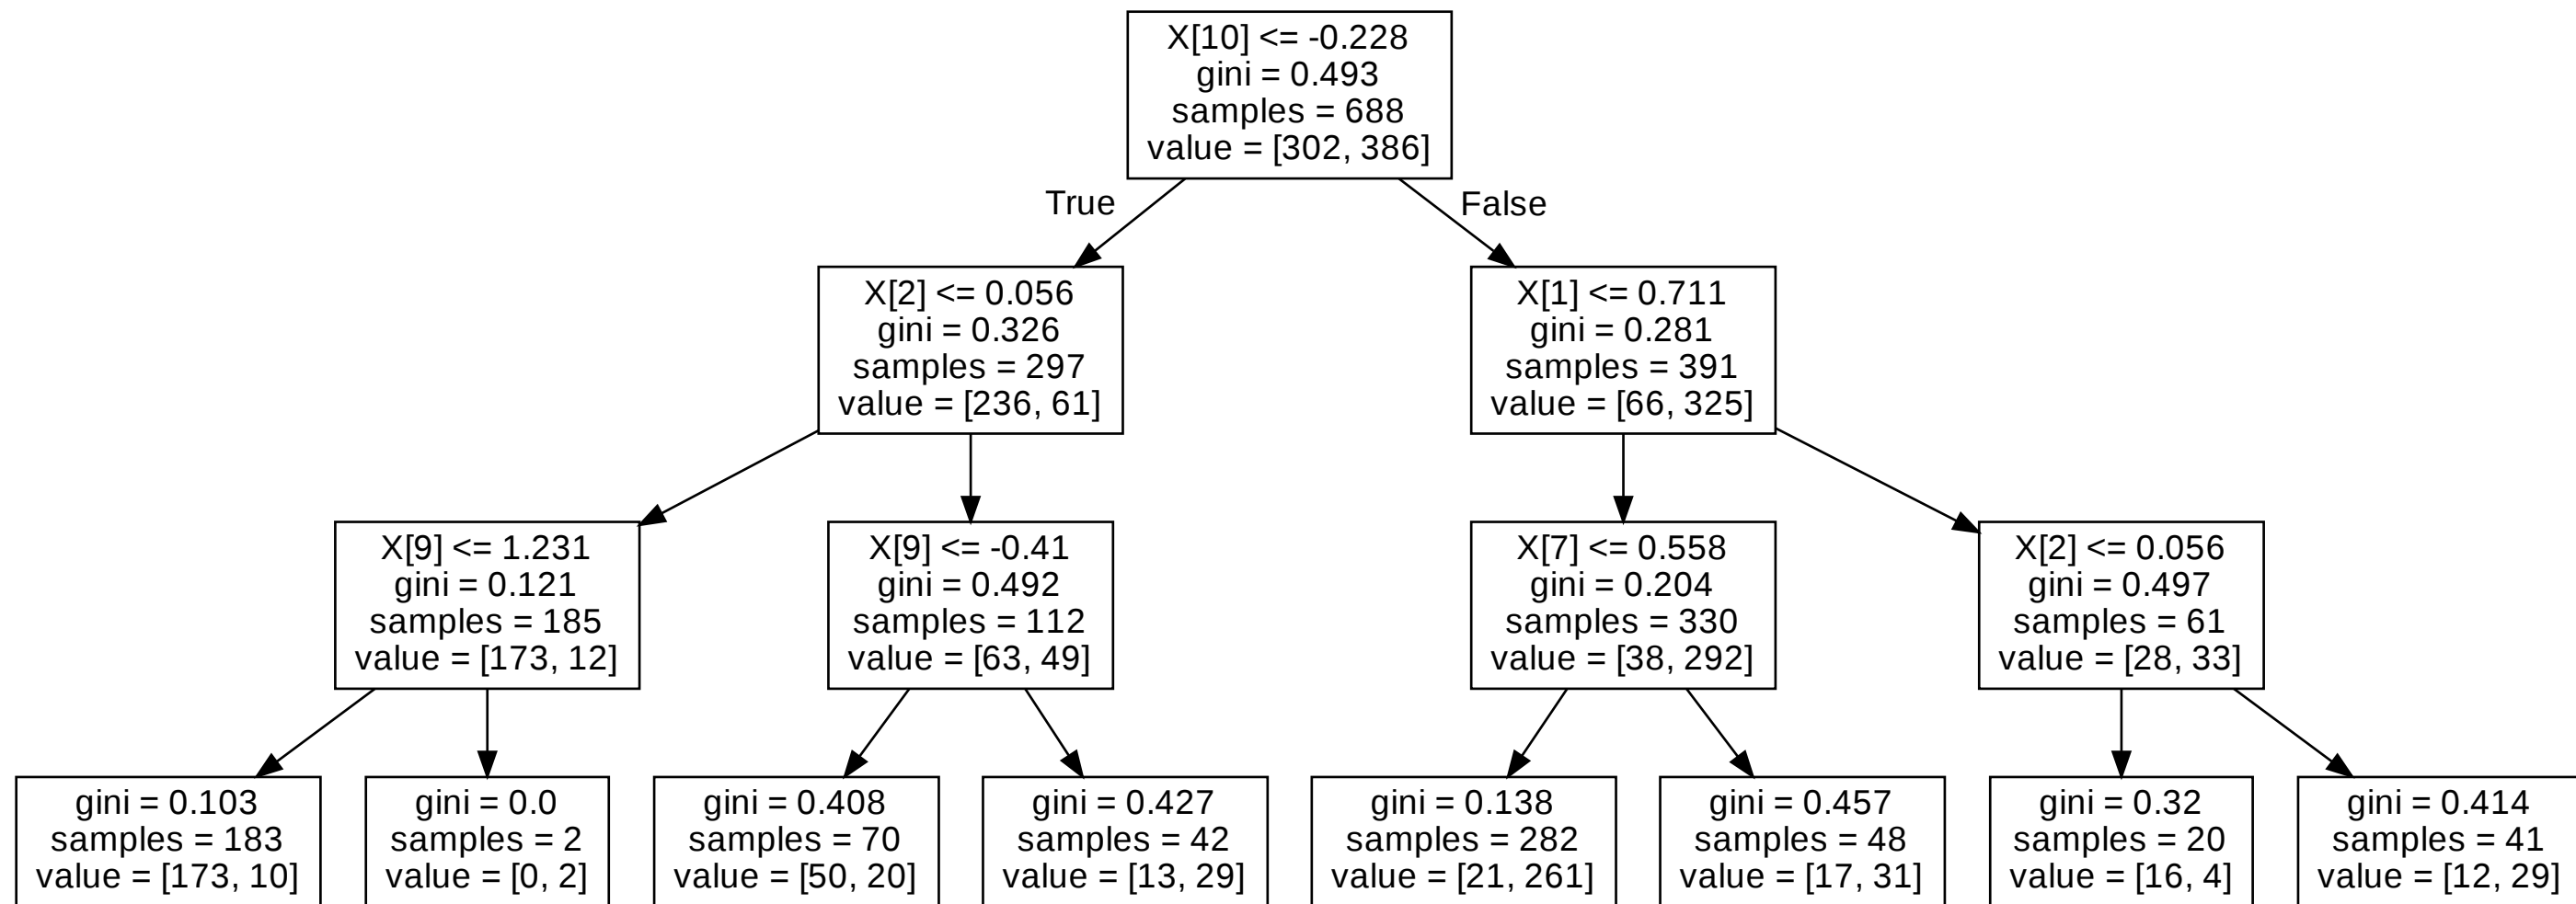 X[10] <= -0.228
gini = 0.493
samples = 688
value = [302, 386]
True
False
X[2] <= 0.056
gini = 0.326
samples = 297
value = [236, 61]
X[1] <= 0.711
gini = 0.281
samples = 391
value = [66, 325]
X[9] <= 1.231
gini = 0.121
samples = 185
value = [173, 12]
X[9] <= -0.41
gini = 0.492
samples = 112
value = [63, 49]
X[7] <= 0.558
gini = 0.204
samples = 330
value = [38, 292]
X[2] <= 0.056
gini = 0.497
samples = 61
value = [28, 33]
gini = 0.103
samples = 183
value = [173, 10]
gini = 0.0
samples = 2
value = [0, 2]
gini = 0.408
samples = 70
value = [50, 20]
gini = 0.427
samples = 42
value = [13, 29]
gini = 0.138
samples = 282
value = [21, 261]
gini = 0.457
samples = 48
value = [17, 31]
gini = 0.32
samples = 20
value = [16, 4]
gini = 0.414
samples = 41
value = [12, 29]